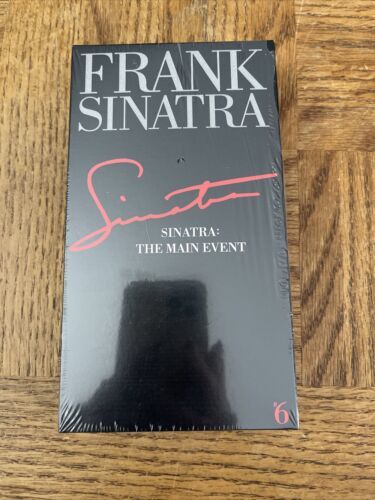 FRANK
SINATRA
Sinatra
SINATRA:
THE MAIN EVENT
#6